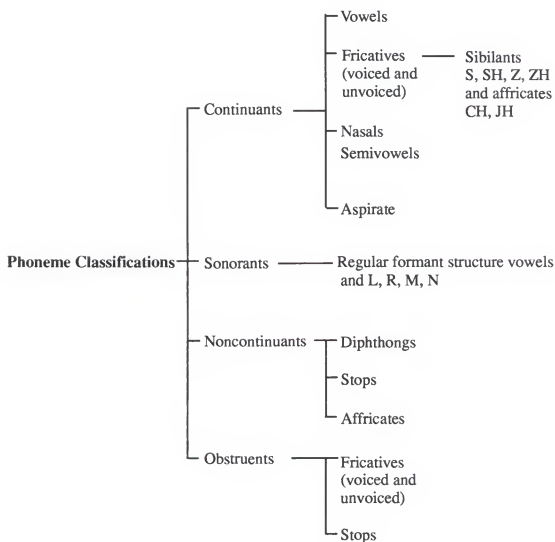 Vowels
Fricatives
(voiced and
unvoiced)
Sibilants
S, SH, Z, ZH
and affricates
CH, JH
Continuants
Nasals
Semivowels
Aspirate
Phoneme Classifications
Sonorants
Regular formant structure vowels
and L, R, M, N
Noncontinuants
Diphthongs
Stops
Affricates
Obstruents
Fricatives
(voiced and
unvoiced)
Stops